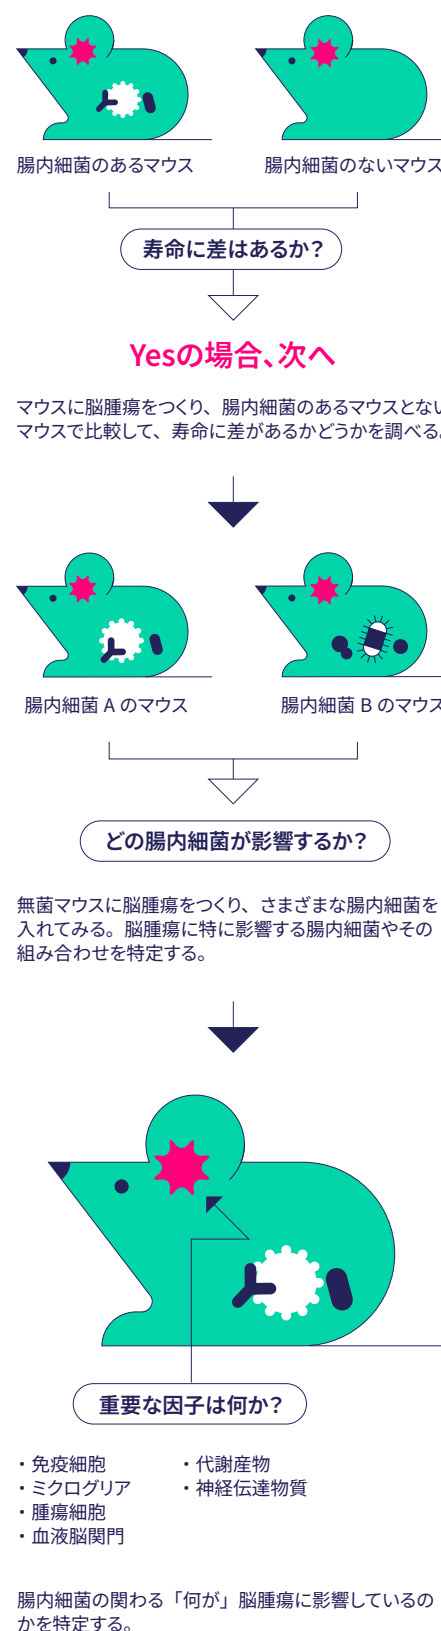 腸内細菌のあるマウス
腸内細菌のないマウス
寿命に差はあるか?
Yesの場合、次へ
マウスに脳腫瘍をつくり、腸内細菌のあるマウスとない
マウスで比較して、寿命に差があるかどうかを調べる。
腸内細菌 A のマウス
腸内細菌 B のマウス
どの腸内細菌が影響するか?
無菌マウスに脳腫瘍をつくり、さまざまな腸内細菌を
入れてみる。脳腫瘍に特に影響する腸内細菌やその
組み合わせを特定する。
重要な因子は何か?
・免疫細胞
・ミクログリア
・腫瘍細胞
・血液脳関門
・代謝産物
・神経伝達物質
腸内細菌の関わる「何が」脳腫瘍に影響しているの
かを特定する。